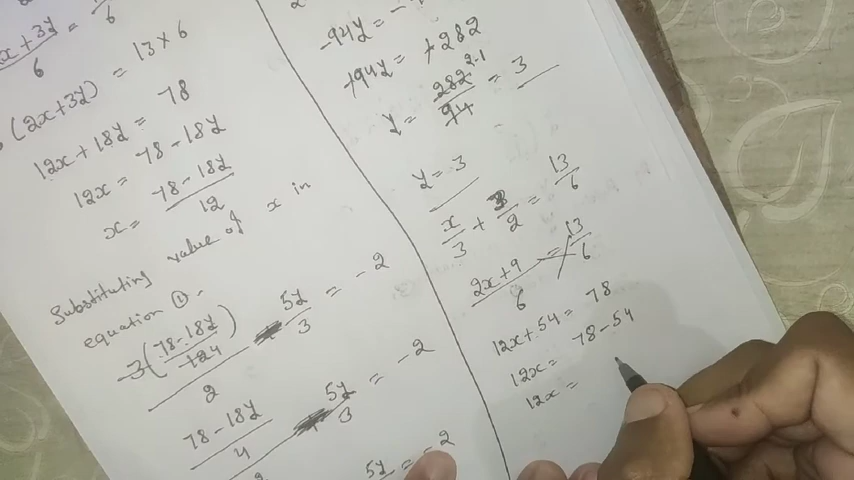 x+3y/6 = 1/6
(2x+3y) = 13×6
12x+18y = 78
12x = 78-18y
x = 78-18y/12
Substituting value of x in
equation ②-
3(78-18y/12 4)/2 5y/3 = -2
78-18y/4 5y/3 = -2
5y = -2
-94y = -
+94y = +282
y = 282/94 = 3
y = 3
x/3 + 3/2 = 13/6
2x+9/6 = 13/6
12x+54 = 78
12x = 78-54
12x =